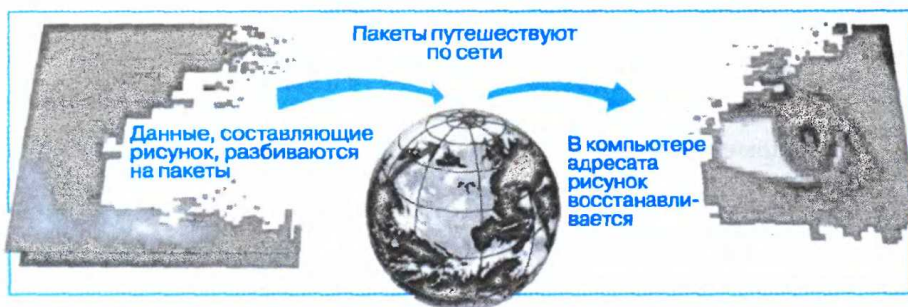 Пакеты путешествуют
по сети
Данные, составляющие
рисунок, разбиваются
на пакеты
В компьютере
адресата
рисунок
восстанавли-
вается